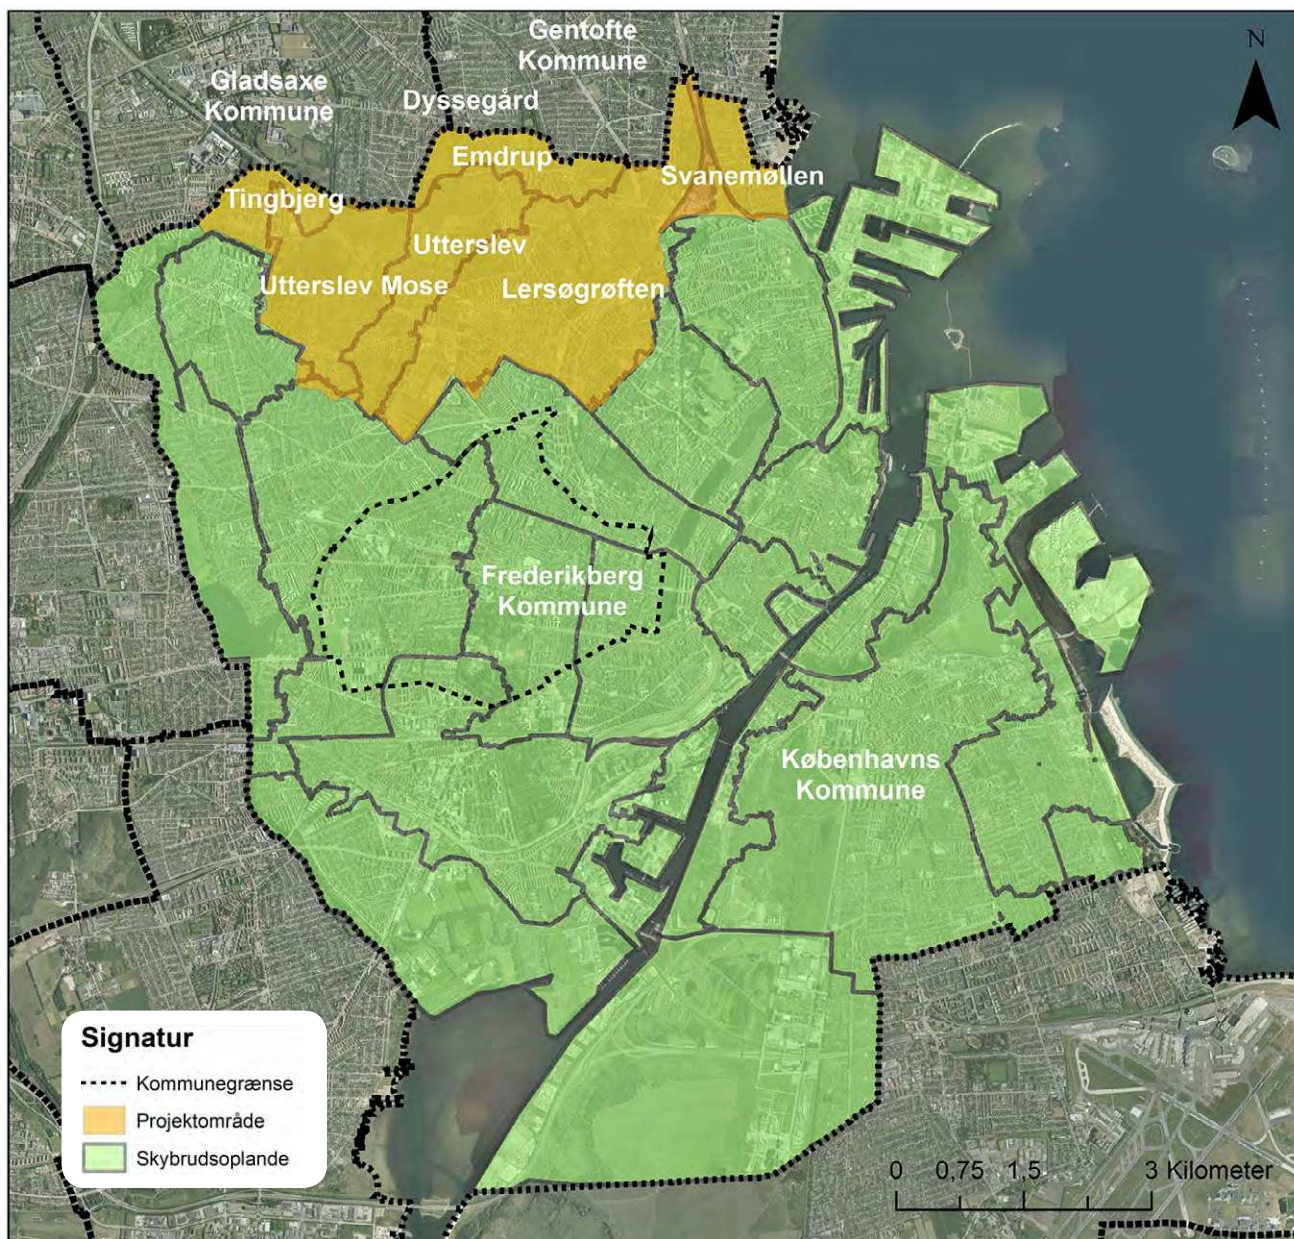 Gentofte
Kommune
N
Gladsaxe
Kommune
Dyssegård
Emdrup
Svanemøllen
Tingbjerg
Utterslev
Utterslev Mose
Lersøgrøften
Frederikberg
Kommune
Københavns
Kommune
Signatur
Kommunegrænse
Projektområde
Skybrudsoplande
0 0,75 1,5 3 Kilometer